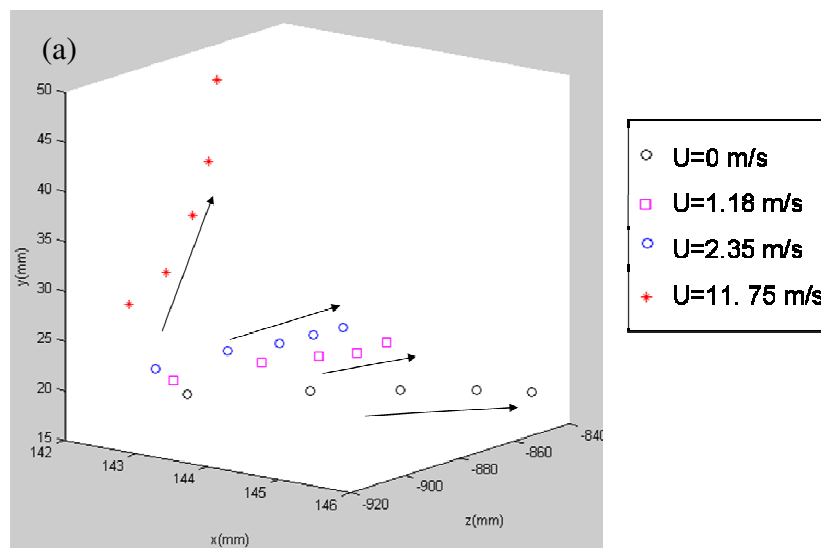 (a)
50
45
40
35
30
25
20
15
y(mm)
142
143
144
145
146
x(mm)
-920
-900
-880
-860
-840
z(mm)
U=0 m/s
U=1.18 m/s
U=2.35 m/s
U=11. 75 m/s